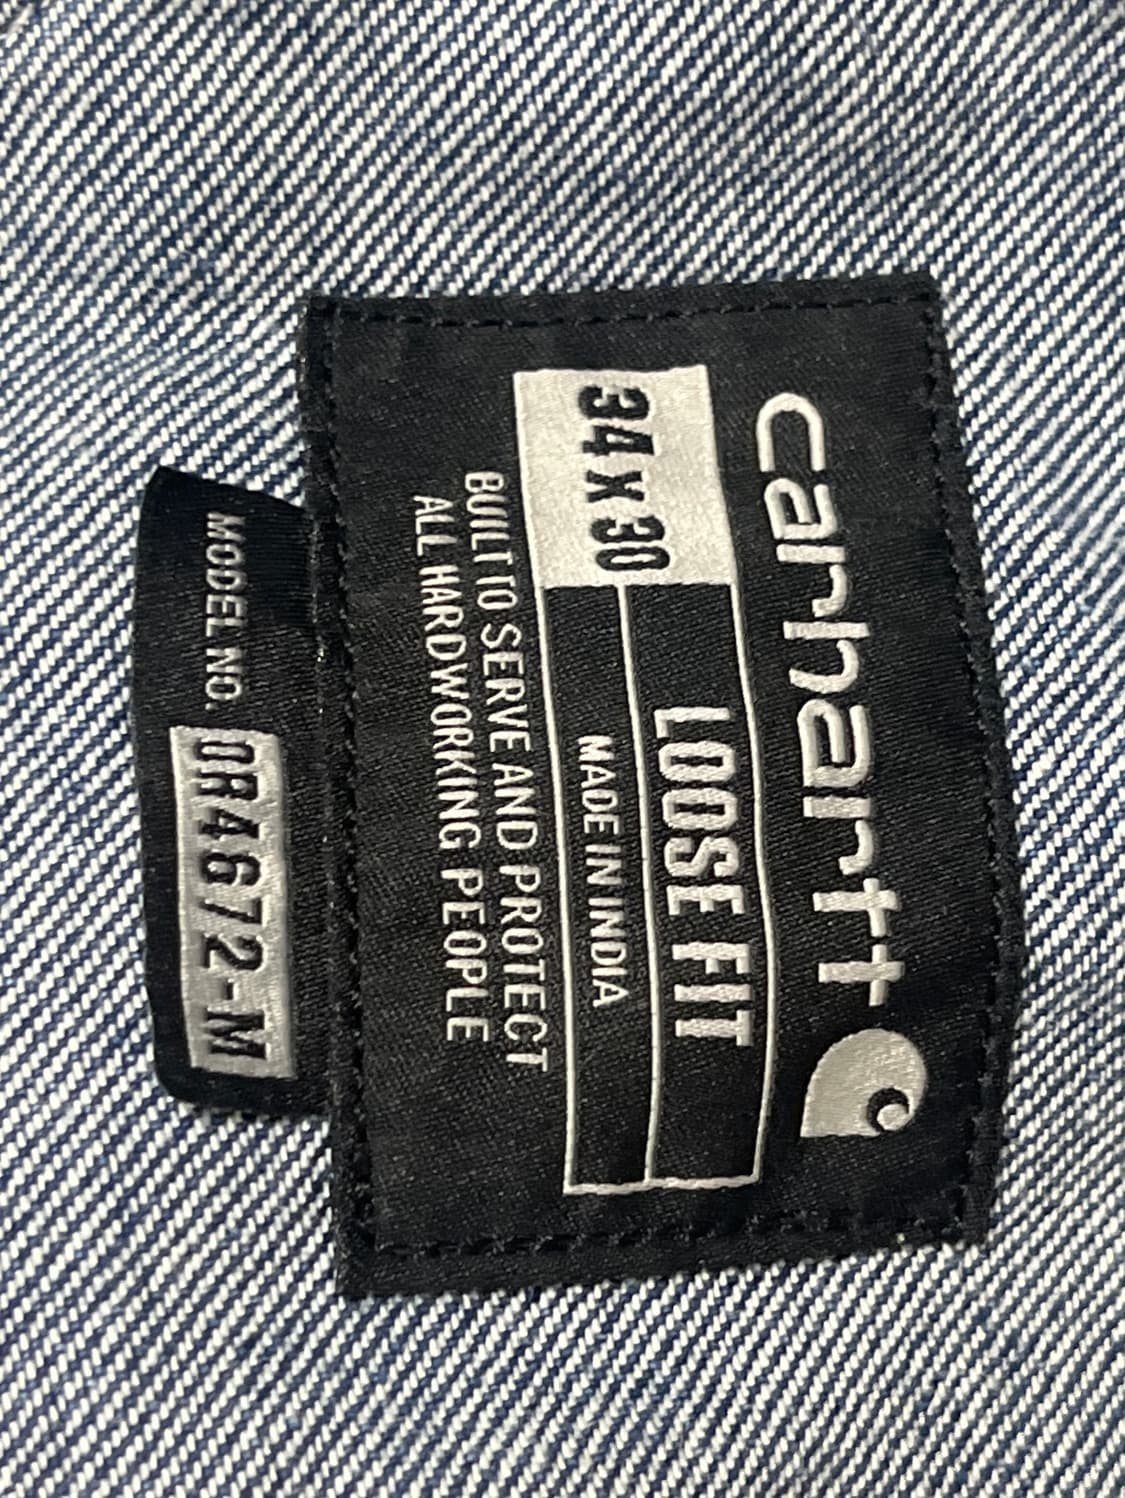 carhartt
34 x 30 LOOSE FIT
MADE IN INDIA
BUILT TO SERVE AND PROTECT
ALL HARDWORKING PEOPLE
MODEL NO. OR4672-M